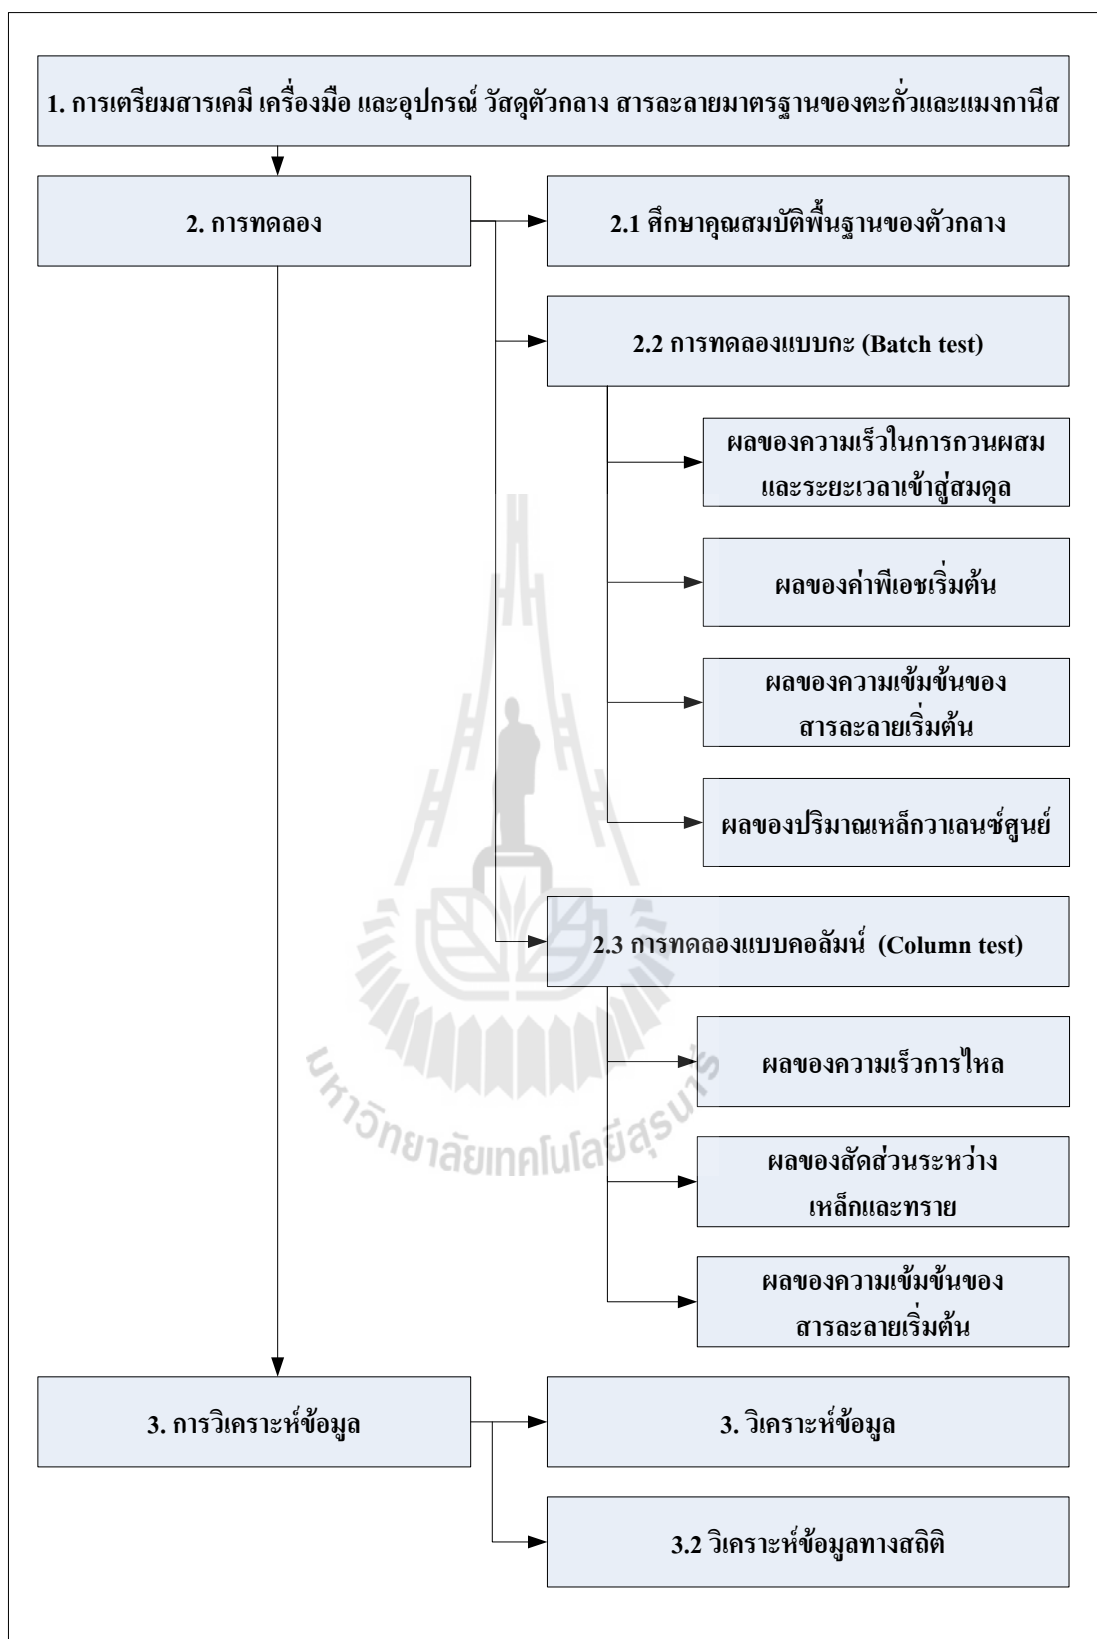 1. การเตรียมสารเคมี เครื่องมือ และอุปกรณ์ วัสดุตัวกลาง สารละลายมาตรฐานของตะกั่วและแมงกานีส
2. การทดลอง
2.1 ศึกษาคุณสมบัติพื้นฐานของตัวกลาง
2.2 การทดลองแบบกะ (Batch test)
ผลของความเร็วในการกวนผสม
และระยะเวลาเข้าสู่สมดุล
ผลของค่าพีเอชเริ่มต้น
ผลของความเข้มข้นของ
สารละลายเริ่มต้น
ผลของปริมาณเหล็กวาเลนซ์ศูนย์
2.3 การทดลองแบบคอลัมน์ (Column test)
ผลของความเร็วการไหล
ผลของสัดส่วนระหว่าง
เหล็กและทราย
ผลของความเข้มข้นของ
สารละลายเริ่มต้น
3. การวิเคราะห์ข้อมูล
3. วิเคราะห์ข้อมูล
3.2 วิเคราะห์ข้อมูลทางสถิติ
มหาวิทยาลัยเทคโนโลยีสุรนารี